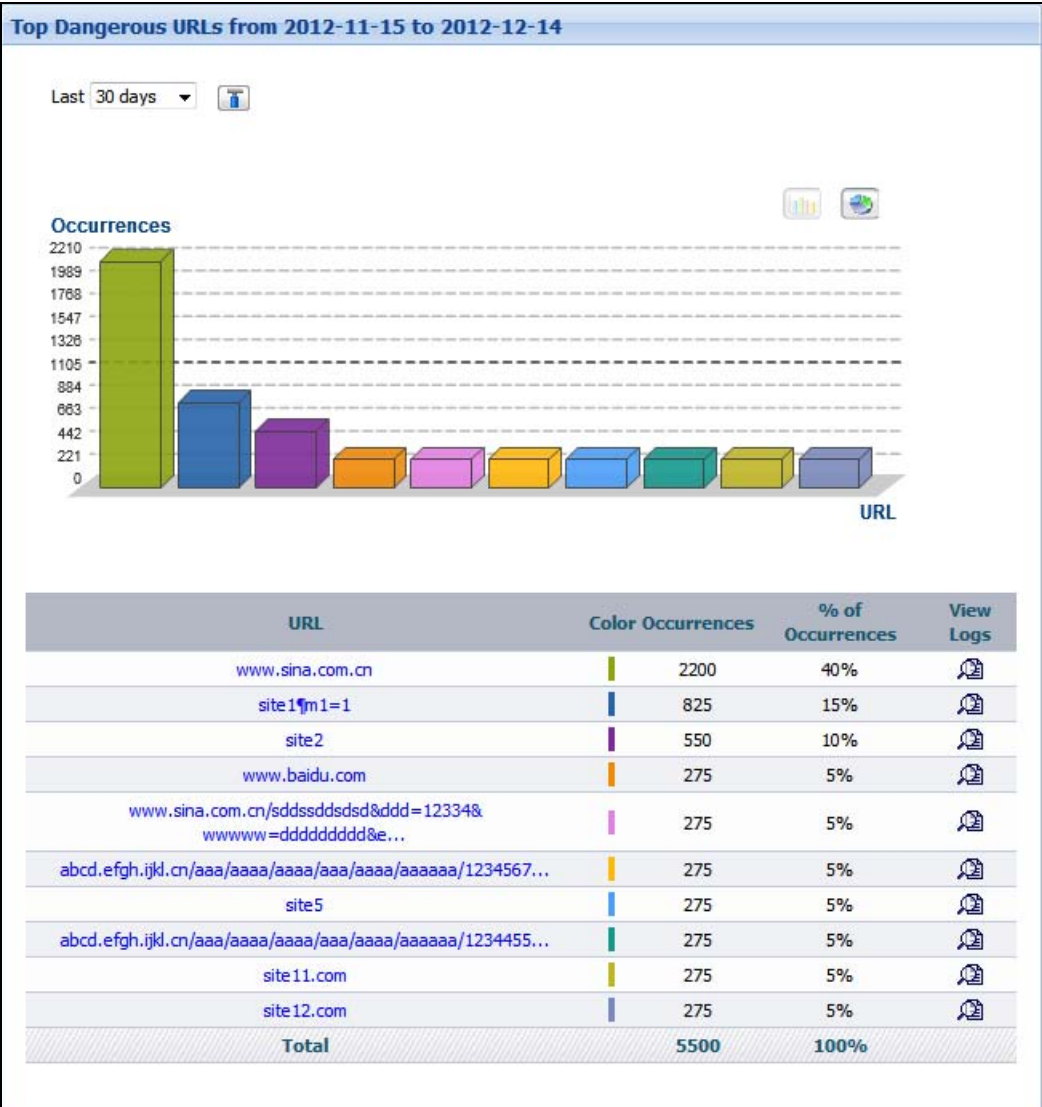 Top Dangerous URLs from 2012-11-15 to 2012-12-14
Last 30 days
Occurrences
2210
1989
1768
1547
1326
1105
884
663
442
221
0
URL
URL Color Occurrences % of Occurrences View Logs
www.sina.com.cn 2200 40%
site1¶m1=1 825 15%
site2 550 10%
www.baidu.com 275 5%
www.sina.com.cn/sddssddsdsd&ddd=12334&
wwwww=ddddddddd&e... 275 5%
abcd.efgh.ijkl.cn/aaa/aaaa/aaaa/aaa/aaaa/aaaaaa/1234567... 275 5%
site5 275 5%
abcd.efgh.ijkl.cn/aaa/aaaa/aaaa/aaa/aaaa/aaaaaa/1234455... 275 5%
site11.com 275 5%
site12.com 275 5%
Total 5500 100%